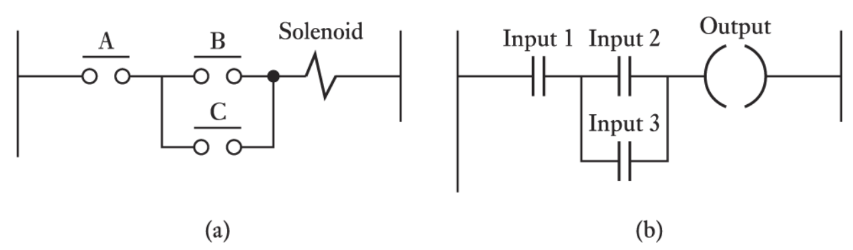 A
B
Solenoid
C
(a)
Input 1
Input 2
Output
Input 3
(b)